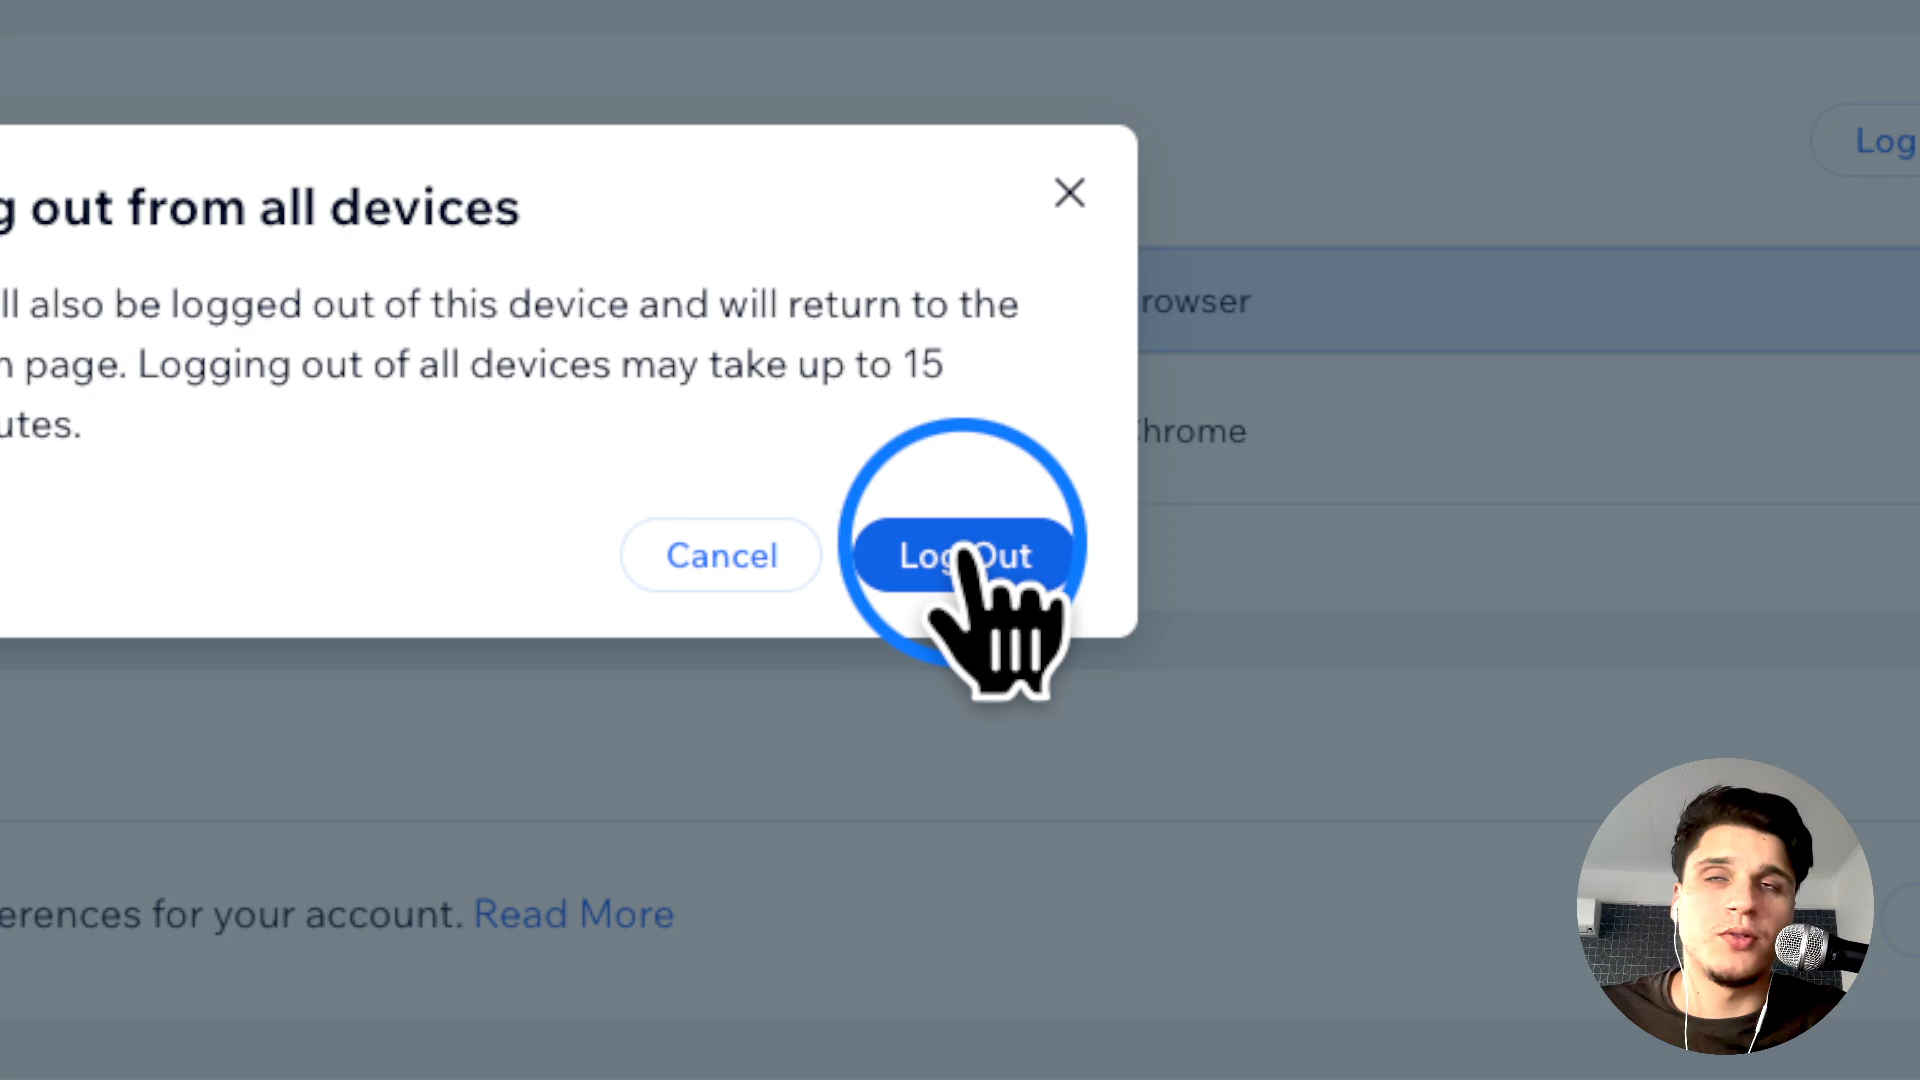 Log
g out from all devices
ll also be logged out of this device and will return to the
rowser
n page. Logging out of all devices may take up to 15
utes.
Chrome
Cancel
Log Out
erences for your account. Read More